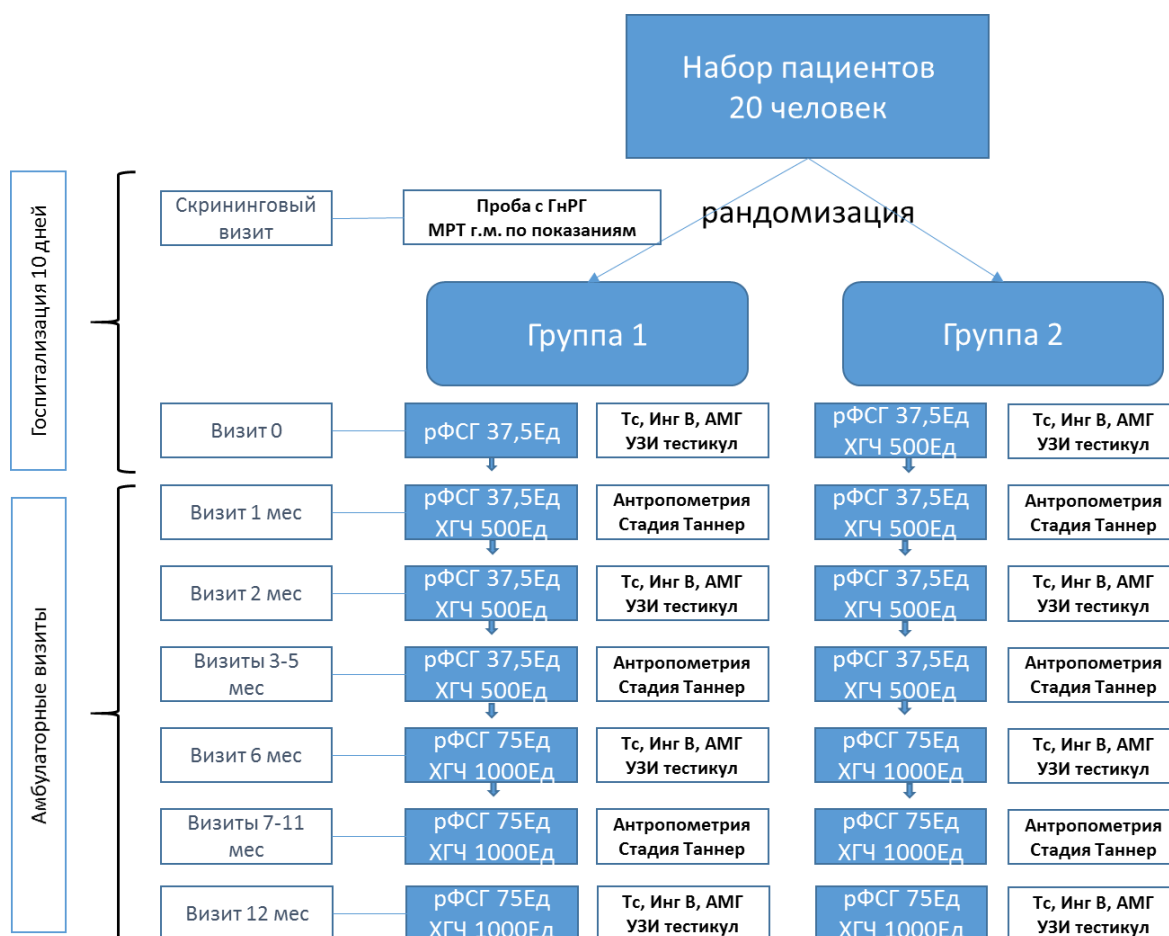 Набор пациентов
20 человек
Госпитализация 10 дней
Скрининговый
визит
Проба с ГнРГ
МРТ г.м. по показаниям
рандомизация
Группа 1
Группа 2
Визит 0
рФСГ 37,5Ед
Тс, Инг В, АМГ
УЗИ тестикул
рФСГ 37,5Ед
ХГЧ 500Ед
Тс, Инг В, АМГ
УЗИ тестикул
Амбулаторные визиты
Визит 1 мес
рФСГ 37,5Ед
ХГЧ 500Ед
Антропометрия
Стадия Таннер
рФСГ 37,5Ед
ХГЧ 500Ед
Антропометрия
Стадия Таннер
Визит 2 мес
рФСГ 37,5Ед
ХГЧ 500Ед
Тс, Инг В, АМГ
УЗИ тестикул
рФСГ 37,5Ед
ХГЧ 500Ед
Тс, Инг В, АМГ
УЗИ тестикул
Визиты 3-5
мес
рФСГ 37,5Ед
ХГЧ 500Ед
Антропометрия
Стадия Таннер
рФСГ 37,5Ед
ХГЧ 500Ед
Антропометрия
Стадия Таннер
Визит 6 мес
рФСГ 75Ед
ХГЧ 1000Ед
Тс, Инг В, АМГ
УЗИ тестикул
рФСГ 75Ед
ХГЧ 1000Ед
Тс, Инг В, АМГ
УЗИ тестикул
Визиты 7-11
мес
рФСГ 75Ед
ХГЧ 1000Ед
Антропометрия
Стадия Таннер
рФСГ 75Ед
ХГЧ 1000Ед
Антропометрия
Стадия Таннер
Визит 12 мес
рФСГ 75Ед
ХГЧ 1000Ед
Тс, Инг В, АМГ
УЗИ тестикул
рФСГ 75Ед
ХГЧ 1000Ед
Тс, Инг В, АМГ
УЗИ тестикул